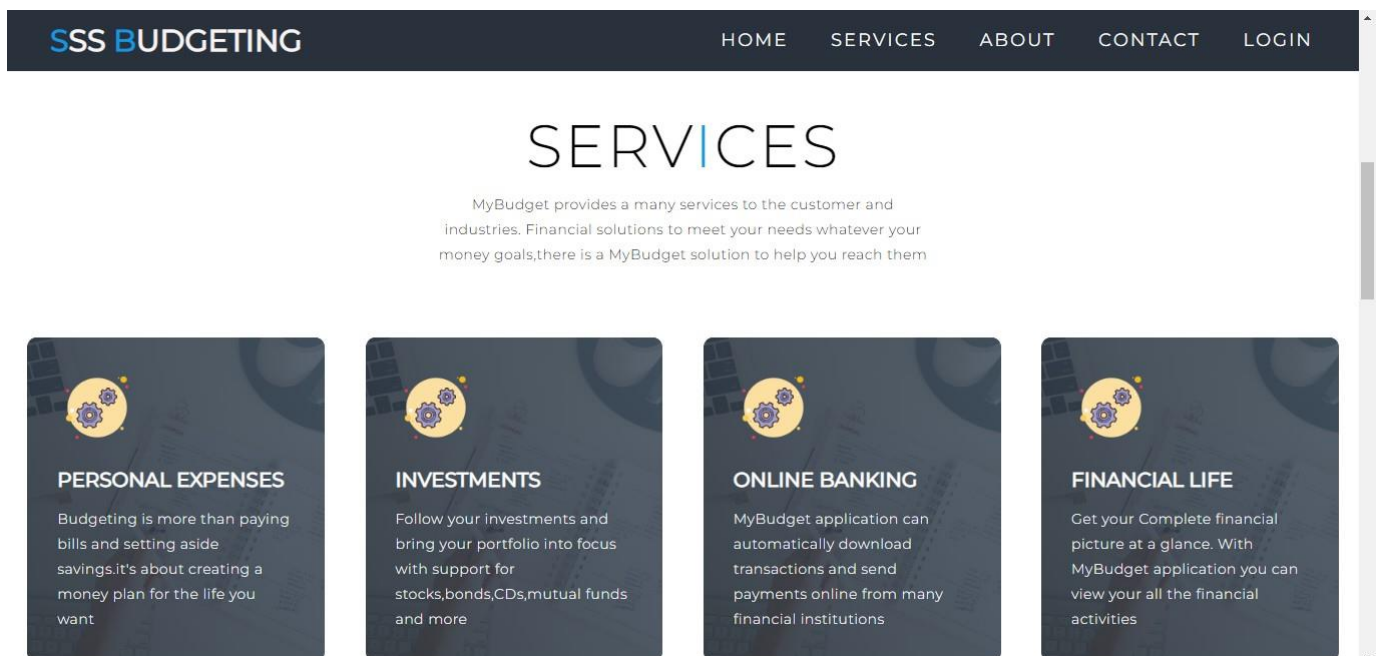 SSS BUDGETING
HOME SERVICES ABOUT CONTACT LOGIN
SERVICES
MyBudget provides a many services to the customer and
industries. Financial solutions to meet your needs whatever your
money goals,there is a MyBudget solution to help you reach them
PERSONAL EXPENSES
Budgeting is more than paying
bills and setting aside
savings.it's about creating a
money plan for the life you
want
INVESTMENTS
Follow your investments and
bring your portfolio into focus
with support for
stocks,bonds,CDs,mutual funds
and more
ONLINE BANKING
MyBudget application can
automatically download
transactions and send
payments online from many
financial institutions
FINANCIAL LIFE
Get your Complete financial
picture at a glance. With
MyBudget application you can
view your all the financial
activities